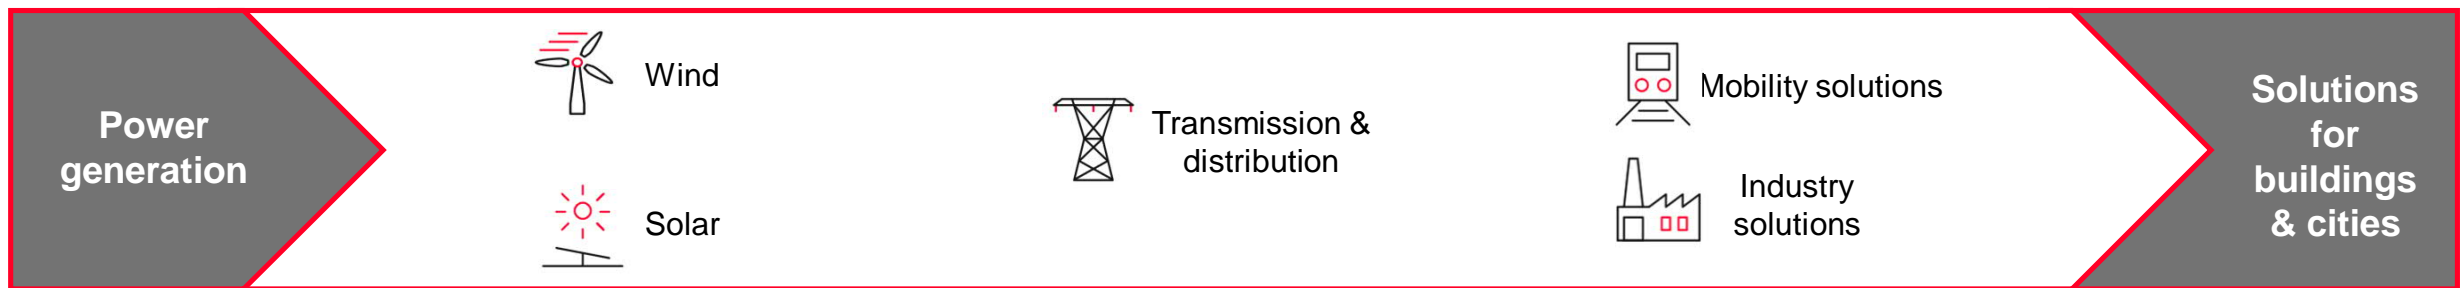 Power
generation
Wind
Solar
Transmission &
distribution
Mobility solutions
Industry
solutions
Solutions
for
buildings
& cities